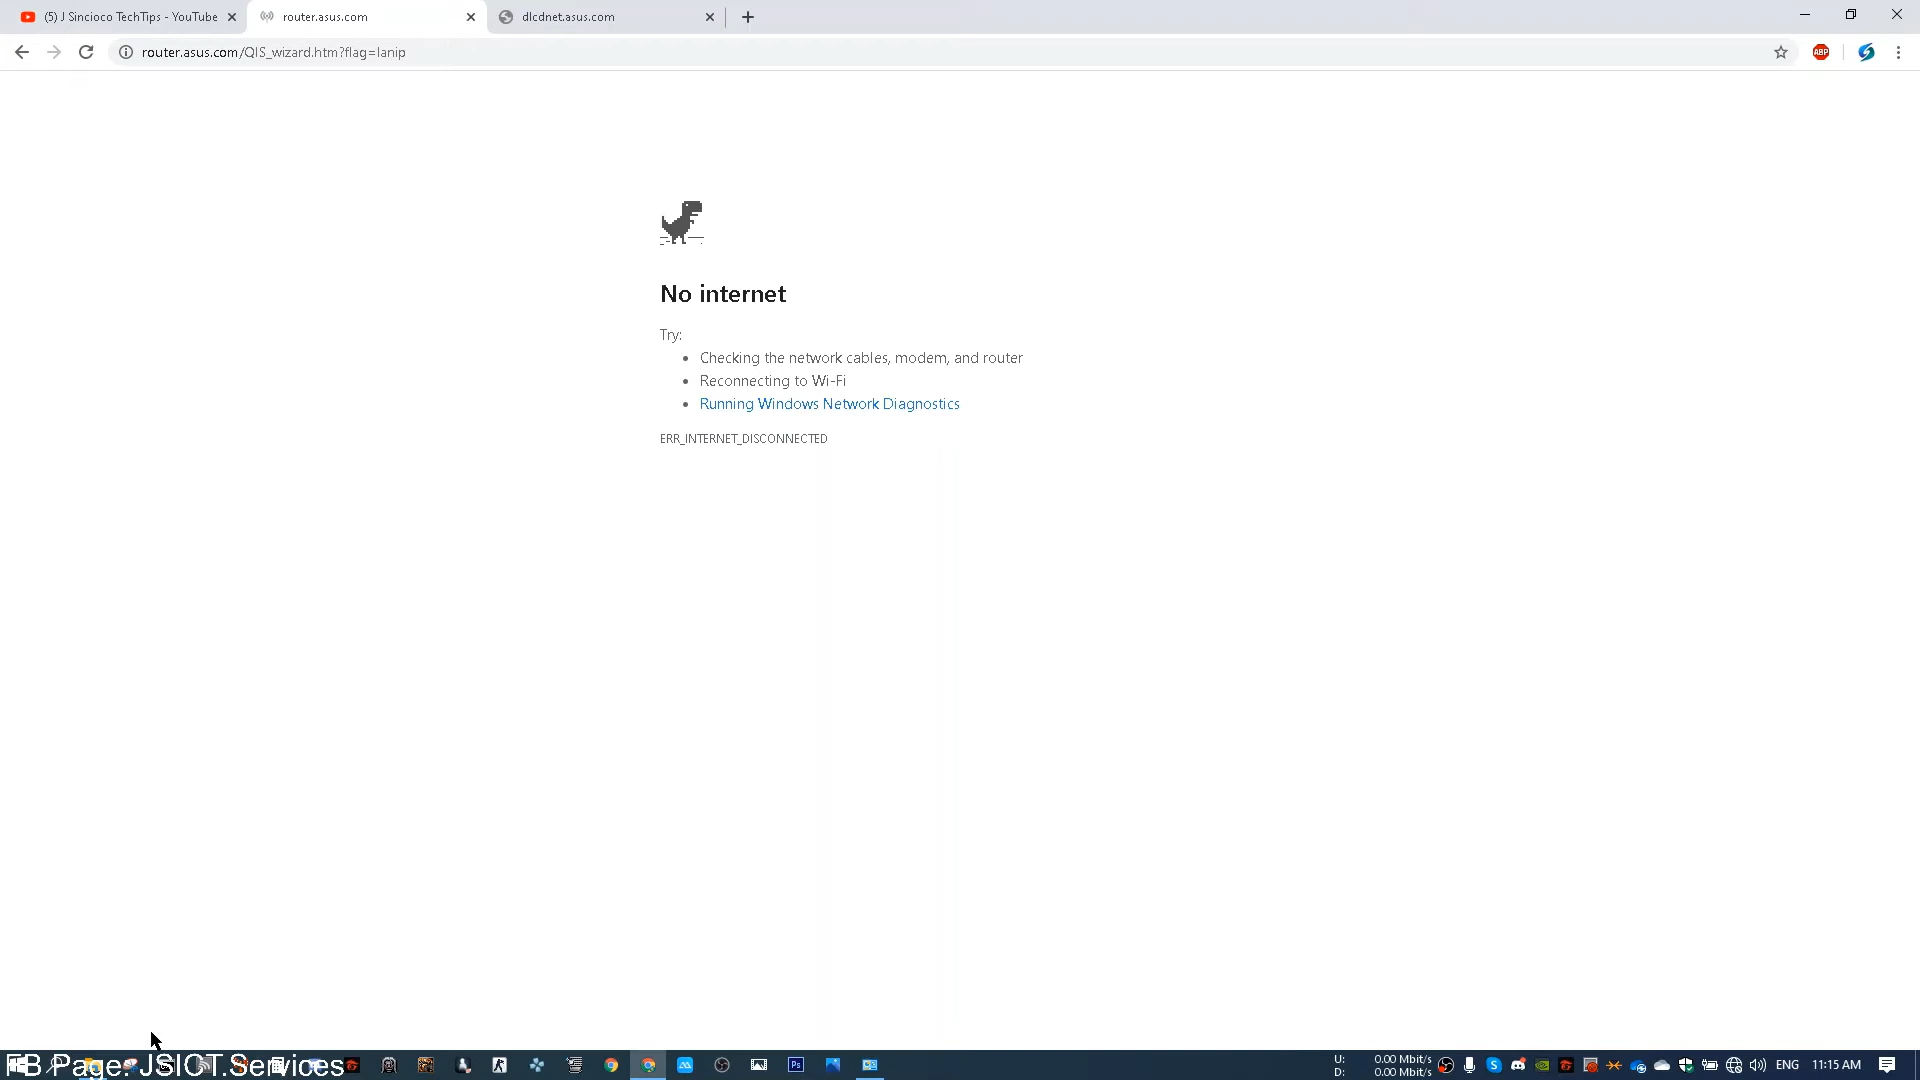 (5) J Sincioco TechTips - YouTube
router.asus.com
dlcdnet.asus.com
router.asus.com/QIS_wizard.htm?flag=lanip
ABP
No internet
Try:
Checking the network cables, modem, and router
Reconnecting to Wi-Fi
Running Windows Network Diagnostics
ERR_INTERNET_DISCONNECTED
FB Page: JSIOT.Services
Ps
U: 0.00 Mbit/s
D: 0.00 Mbit/s
ENG
11:15 AM